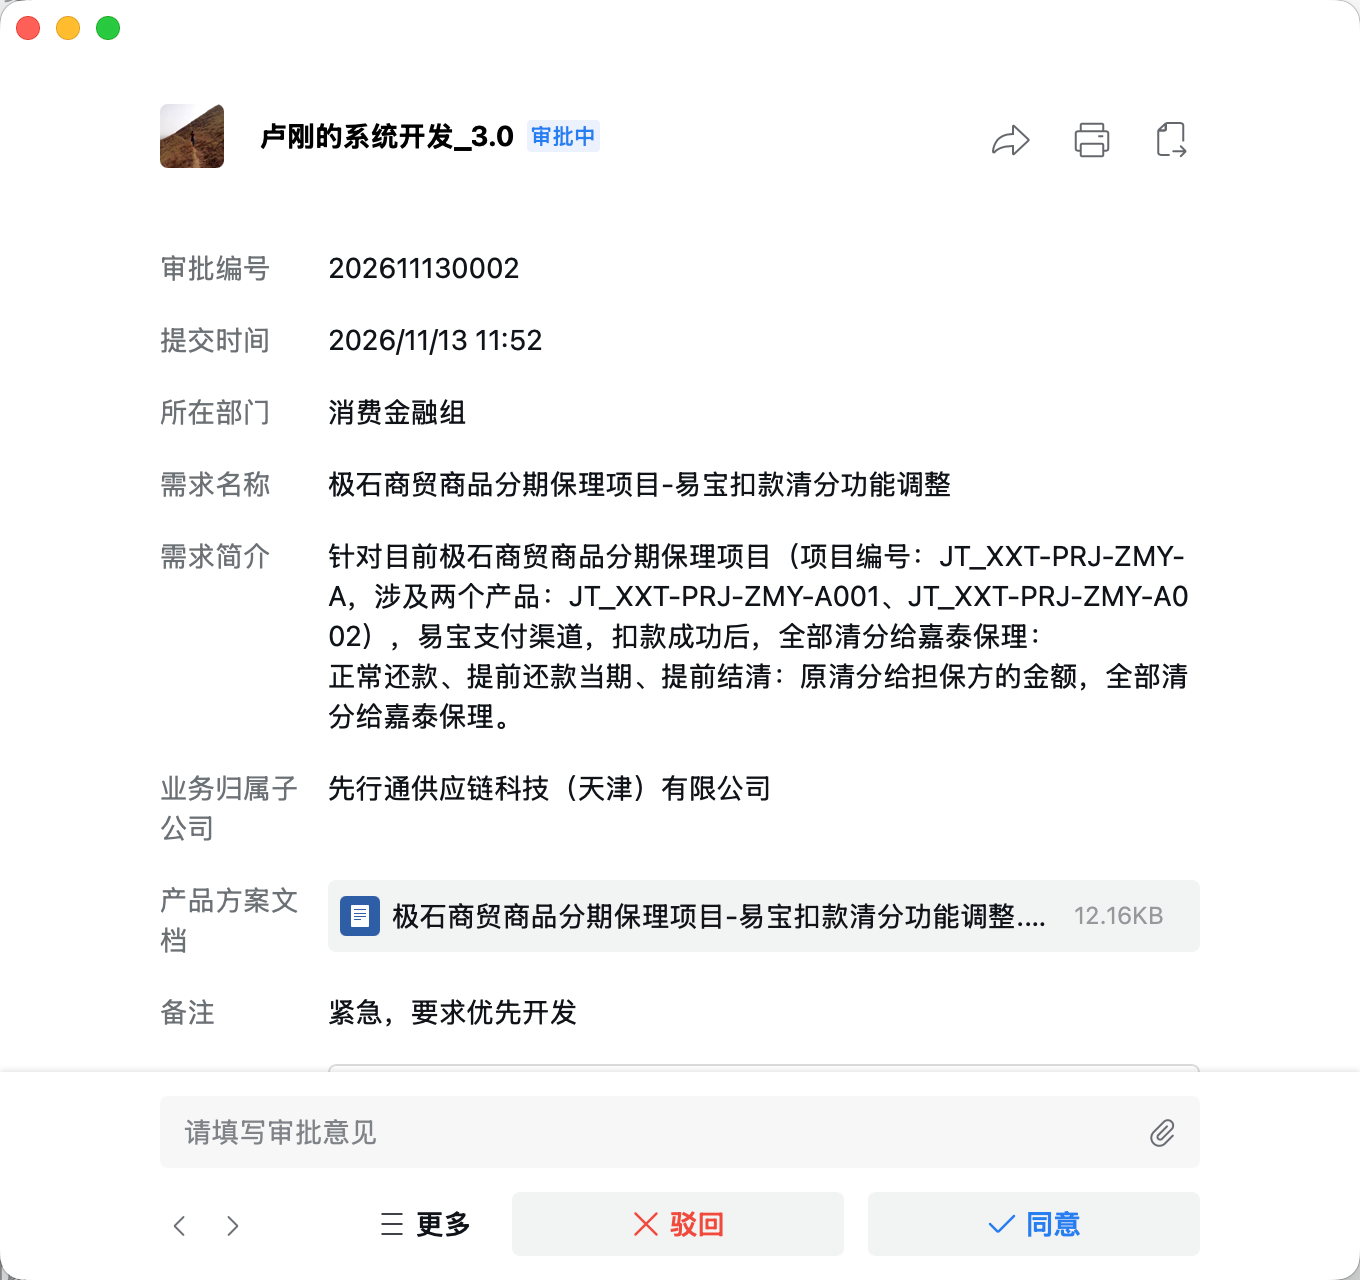 卢刚的系统开发_3.0 审批中
审批编号 202611130002
提交时间 2026/11/13 11:52
所在部门 消费金融组
需求名称 极石商贸商品分期保理项目-易宝扣款清分功能调整
需求简介 针对目前极石商贸商品分期保理项目（项目编号：JT_XXT-PRJ-ZMY-
A，涉及两个产品：JT_XXT-PRJ-ZMY-A001、JT_XXT-PRJ-ZMY-A0
02），易宝支付渠道，扣款成功后，全部清分给嘉泰保理：
正常还款、提前还款当期、提前结清：原清分给担保方的金额，全部清
分给嘉泰保理。
业务归属子 先行通供应链科技（天津）有限公司
公司
产品方案文 极石商贸商品分期保理项目-易宝扣款清分功能调整.... 12.16KB
档
备注 紧急，要求优先开发
请填写审批意见
更多 驳回 同意